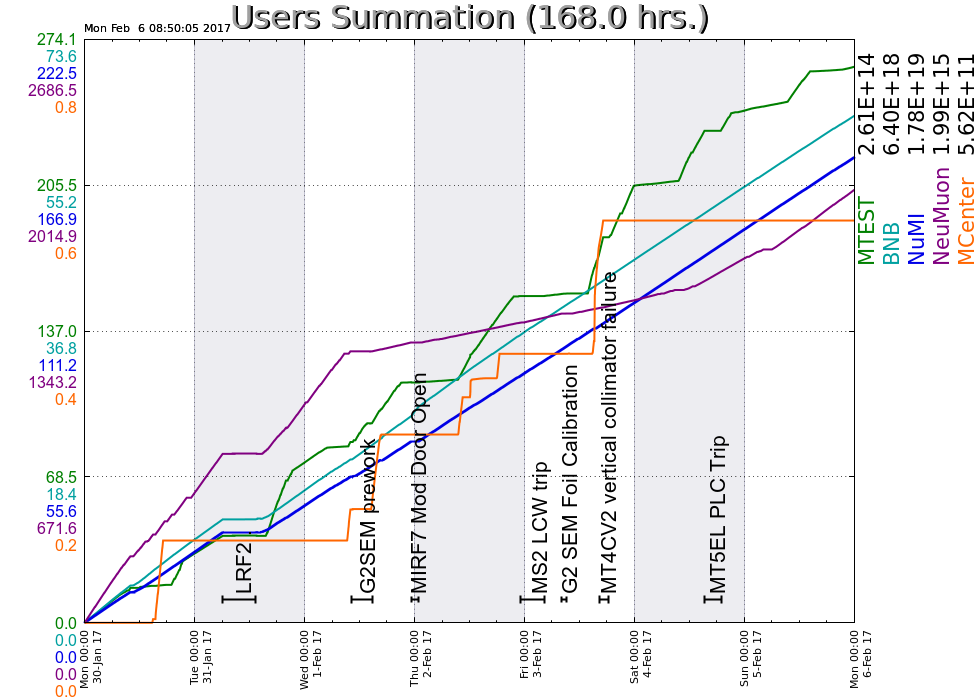 Users Summation (168.0 hrs.)
Mon Feb 6 08:50:05 2017
274.1
73.6
222.5
2686.5
0.8
205.5
55.2
166.9
2014.9
0.6
137.0
36.8
111.2
1343.2
0.4
68.5
18.4
55.6
671.6
0.2
0.0
0.0
0.0
0.0
0.0
LRF2
G2SEM prework
MIRF7 Mod Door Open
MS2 LCW trip
G2 SEM Foil Calibration
MT4CV2 vertical collimator failure
MT5EL PLC Trip
MTEST 2.61E+14
BNB 6.40E+18
NuMI 1.78E+19
NeuMuon 1.99E+15
MCenter 5.62E+11
Mon 00:00
30-Jan 17
Tue 00:00
31-Jan 17
Wed 00:00
1-Feb 17
Thu 00:00
2-Feb 17
Fri 00:00
3-Feb 17
Sat 00:00
4-Feb 17
Sun 00:00
5-Feb 17
Mo 00:00
6-Feb 17